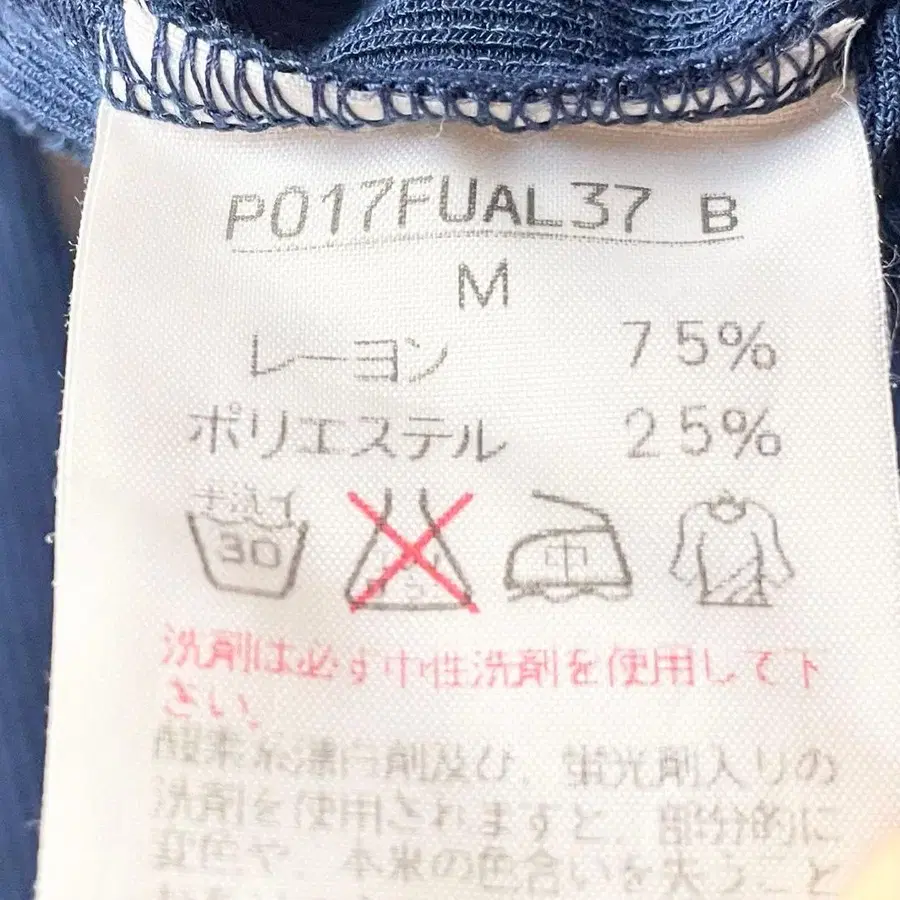 P017FUAL37 B
M
レーヨン 75%
ポリエステル 25%
手洗イ
30
中
洗剤は必ず中性洗剤を使用して下
さい。
酸素系漂白剤及び、蛍光剤入りの
洗剤を使用されますと、部分的に
変色や、本来の色合いを失うこと